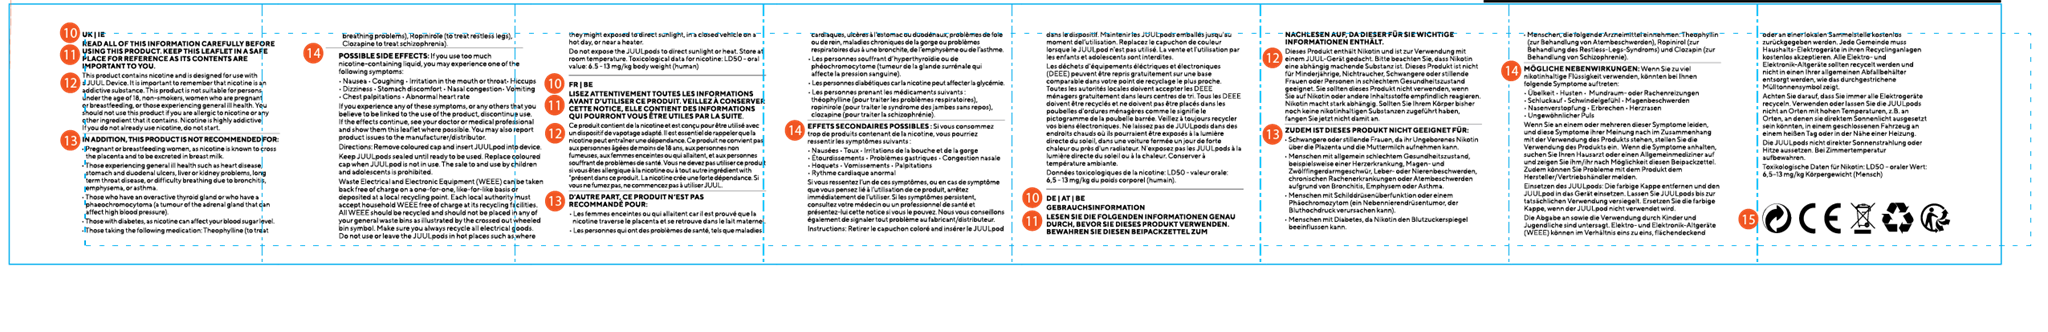 10
UK | IE
11
READ ALL OF THIS INFORMATION CAREFULLY BEFORE
USING THIS PRODUCT. KEEP THIS LEAFLET IN A SAFE
PLACE FOR REFERENCE AS ITS CONTENTS ARE
IMPORTANT TO YOU.
12
This product contains nicotine and is designed for use with
a JUUL Device. It is important to remember that nicotine is an
addictive substance. This product is not suitable for persons
under the age of 18, non-smokers, women who are pregnant
or breastfeeding, or those experiencing general ill health. You
should not use this product if you are allergic to nicotine or any
other ingredient that it contains. Nicotine is highly addictive.
If you do not already use nicotine, do not start.
13
IN ADDITION, THIS PRODUCT IS NOT RECOMMENDED FOR:
• Pregnant or breastfeeding women, as nicotine is known to cross
the placenta and to be excreted in breast milk.
• Those experiencing general ill health such as heart disease,
stomach and duodenal ulcers, liver or kidney problems, long
term throat disease, or difficulty breathing due to bronchitis,
emphysema, or asthma.
• Those who have an overactive thyroid gland or who have a
phaeochromocytoma (a tumour of the adrenal gland that can
affect high blood pressure).
• Those with diabetes, as nicotine can affect your blood sugar level.
• Those taking the following medication: Theophylline (to treat
breathing problems), Ropinirole (to treat restless legs),
Clozapine to treat schizophrenia).
14
POSSIBLE SIDE EFFECTS: If you use too much
nicotine-containing liquid, you may experience one of the
following symptoms:
• Nausea • Coughing • Irritation in the mouth or throat • Hiccups
• Dizziness • Stomach discomfort • Nasal congestion • Vomiting
• Chest palpitations • Abnormal heart rate
If you experience any of these symptoms, or any others that you
believe to be linked to the use of the product, discontinue use.
If the effects continue, see your doctor or medical professional
and show them this leaflet where possible. You may also report
product issues to the manufacturer/distributor.
Directions: Remove coloured cap and insert JUULpod into device.
Keep JUULpods sealed until ready to be used. Replace coloured
cap when JUULpod is not in use. The sale to and use by children
and adolescents is prohibited.
Waste Electrical and Electronic Equipment (WEEE) can be taken
back free of charge on a one-for-one, like-for-like basis or
deposited at a local recycling point. Each local authority must
accept household WEEE free of charge at its recycling facilities.
All WEEE should be recycled and should not be placed in any of
your general waste bins as illustrated by the crossed out wheeled
bin symbol. Make sure you always recycle all electrical goods.
Do not use or leave the JUULpods in hot places such as where
they might exposed to direct sunlight, in a closed vehicle on a
hot day, or near a heater.
Do not expose the JUULpods to direct sunlight or heat. Store at
room temperature. Toxicological data for nicotine: LD50 - oral
value: 6.5 - 13 mg/kg body weight (human)
10
FR | BE
11
LISEZ ATTENTIVEMENT TOUTES LES INFORMATIONS
AVANT D'UTILISER CE PRODUIT. VEILLEZ À CONSERVER
CETTE NOTICE, ELLE CONTIENT DES INFORMATIONS
QUI POURRONT VOUS ÊTRE UTILES PAR LA SUITE.
12
Ce produit contient de la nicotine et est conçu pour être utilisé avec
un dispositif de vapotage adapté. Il est essentiel de rappeler que la
nicotine peut entraîner une dépendance. Ce produit ne convient pas
aux personnes âgées de moins de 18 ans, aux personnes non
fumeuses, aux femmes enceintes ou qui allaitent, et aux personnes
souffrant de problèmes de santé. Vous ne devez pas utiliser ce produit
si vous êtes allergique à la nicotine ou à tout autre ingrédient with
*présent dans ce produit. La nicotine crée une forte dépendance. Si
vous ne fumez pas, ne commencez pas à utiliser JUUL.
13
D'AUTRE PART, CE PRODUIT N'EST PAS
RECOMMANDÉ POUR:
• Les femmes enceintes ou qui allaitent car il est prouvé que la
nicotine traverse le placenta et se retrouve dans le lait maternel.
• Les personnes qui ont des problèmes de santé, tels que maladies
cardiaques, ulcères à l'estomac ou duodénaux, problèmes de foie
ou de rein, maladies chroniques de la gorge ou problèmes
respiratoires dus à une bronchite, de l'emphysème ou de l'asthme.
• Les personnes souffrant d'hyperthyroïdie ou de
phéochromocytome (tumeur de la glande surrénale qui
affecte la pression sanguine).
• Les personnes diabétiques car la nicotine peut affecter la glycémie.
• Les personnes prenant les médicaments suivants :
théophylline (pour traiter les problèmes respiratoires),
ropinirole (pour traiter le syndrome des jambes sans repos),
clozapine (pour traiter la schizophrénie).
14
EFFETS SECONDAIRES POSSIBLES : Si vous consommez
trop de produits contenant de la nicotine, vous pourriez
ressentir les symptômes suivants :
• Nausées • Toux • Irritations de la bouche et de la gorge
• Étourdissements • Problèmes gastriques • Congestion nasale
• Hoquets • Vomissements • Palpitations
• Rythme cardiaque anormal
Si vous ressentez l'un de ces symptômes, ou en cas de symptôme
que vous pensez lié à l'utilisation de ce produit, arrêtez
immédiatement de l'utiliser. Si les symptômes persistent,
consultez votre médecin ou un professionnel de santé et
présentez-lui cette notice si vous le pouvez. Nous vous conseillons
également de signaler tout problème au fabricant/distributeur.
Instructions: Retirer le capuchon coloré and insérer le JUULpod
dans le dispositif. Maintenir les JUULpods emballés jusqu'au
moment de l'utilisation. Replacez le capuchon de couleur
lorsque le JUULpod n'est pas utilisé. La vente et l'utilisation par
les enfants et adolescents sont interdites.
Les déchets d'équipements électriques et électroniques
(DEEE) peuvent être repris gratuitement sur une base
comparable dans votre point de recyclage le plus proche.
Toutes les autorités locales doivent accepter les DEEE
ménagers gratuitement dans leurs centres de tri. Tous les DEEE
doivent être recyclés et ne doivent pas être placés dans les
poubelles d'ordures ménagères comme le signifie le
pictogramme de la poubelle barrée. Veillez à toujours recycler
vos biens électroniques. Ne laissez pas de JUULpods dans des
endroits chauds où ils pourraient être exposés à la lumière
directe du soleil, dans une voiture fermée un jour de forte
chaleur ou près d'un radiateur. N'exposez pas les JUULpods à la
lumière directe du soleil ou à la chaleur. Conserver à
température ambiante.
Données toxicologiques de la nicotine: LD50 - valeur orale:
6,5 - 13 mg/kg du poids corporel (humain).
10
DE | AT | BE
GEBRAUCHSINFORMATION
11
LESEN SIE DIE FOLGENDEN INFORMATIONEN GENAU
DURCH, BEVOR SIE DIESES PRODUKT VERWENDEN.
BEWAHREN SIE DIESEN BEIPACKZETTEL ZUM
NACHLESEN AUF, DA DIESER FÜR SIE WICHTIGE
INFORMATIONEN ENTHÄLT.
12
Dieses Produkt enthält Nikotin und ist zur Verwendung mit
einem JUUL-Gerät gedacht. Bitte beachten Sie, dass Nikotin
eine abhängig machende Substanz ist. Dieses Produkt ist nicht
für Minderjährige, Nichtraucher, Schwangere oder stillende
Frauen oder Personen in schlechtem Gesundheitszustand
geeignet. Sie sollten dieses Produkt nicht verwenden, wenn
Sie auf Nikotin oder andere Inhaltsstoffe empfindlich reagieren.
Nikotin macht stark abhängig. Sollten Sie Ihrem Körper bisher
noch keine nikotinhaltigen Substanzen zugeführt haben,
fangen Sie jetzt nicht damit an.
13
ZUDEM IST DIESES PRODUKT NICHT GEEIGNET FÜR:
• Schwangere oder stillende Frauen da ihr Ungeborenes Nikotin
über die Plazenta und die Muttermilch aufnehmen kann.
• Menschen mit allgemein schlechtem Gesundheitszustand,
beispielsweise einer Herzerkrankung, Magen- und
Zwölffingerdarmgeschwür, Leber- oder Nierenbeschwerden,
chronischen Rachenerkrankungen oder Atembeschwerden
aufgrund von Bronchitis, Emphysem oder Asthma.
• Menschen mit Schilddrüsenüberfunktion oder einem
Phäochromozytom (ein Nebennierenrindentumor, der
Bluthochdruck verursachen kann).
• Menschen mit Diabetes, da Nikotin den Blutzuckerspiegel
beeinflussen kann.
• Menschen, die folgende Arzneimittel einnehmen: Theophyllin
(zur Behandlung von Atembeschwerden), Ropinirol (zur
Behandlung des Restless-Legs-Syndroms) und Clozapin (zur
Behandlung von Schizophrenie).
14
MÖGLICHE NEBENWIRKUNGEN: Wenn Sie zu viel
nikotinhaltige Flüssigkeit verwenden, könnten bei Ihnen
folgende Symptome auftreten:
• Übelkeit • Husten • Mundraum- oder Rachenreizungen
• Schluckauf • Schwindelgefühl • Magenbeschwerden
• Nasenverstopfung • Erbrechen • Herzrasen
• Ungewöhnlicher Puls
Wenn Sie an einem oder mehreren dieser Symptome leiden,
und diese Symptome Ihrer Meinung nach im Zusammenhang
mit der Verwendung des Produkts stehen, stellen Sie die
Verwendung des Produkts ein. Wenn die Symptome anhalten,
suchen Sie Ihren Hausarzt oder einen Allgemeinmediziner auf
und zeigen Sie ihm/ihr nach Möglichkeit diesen Beipackzettel.
Zudem können Sie Probleme mit dem Produkt dem
Hersteller/Vertriebshändler melden.
Einsetzen des JUULpods: Die farbige Kappe entfernen und den
JUULpod in das Gerät einsetzen. Lassen Sie JUULpods bis zur
tatsächlichen Verwendung versiegelt. Ersetzen Sie die farbige
Kappe, wenn der JUULpod nicht verwendet wird.
Die Abgabe an sowie die Verwendung durch Kinder und
Jugendliche sind untersagt. Elektro- und Elektronik-Altgeräte
(WEEE) können im Verhältnis eins zu eins, flächendeckend
oder an einer lokalen Sammelstelle kostenlos
zurückgegeben werden. Jede Gemeinde muss
Haushalts-Elektrogeräte in ihren Recyclinganlagen
kostenlos akzeptieren. Alle Elektro- und
Elektronik-Altgeräte sollten recycelt werden und
nicht in einen Ihrer allgemeinen Abfallbehälter
entsorgt werden, wie das durchgestrichene
Mülltonnensymbol zeigt.
Achten Sie darauf, dass Sie immer alle Elektrogeräte
recyceln. Verwenden oder lassen Sie die JUULpods
nicht an Orten mit hohen Temperaturen, z.B. an
Orten, an denen sie direktem Sonnenlicht ausgesetzt
sein könnten, in einem geschlossenen Fahrzeug an
einem heißen Tag oder in der Nähe einer Heizung.
Die JUULpods nicht direkter Sonnenstrahlung oder
Hitze aussetzen. Bei Zimmertemperatur
aufbewahren.
Toxikologische Daten für Nikotin: LD50 - oraler Wert:
6,5-13 mg/kg Körpergewicht (Mensch)
15
CE